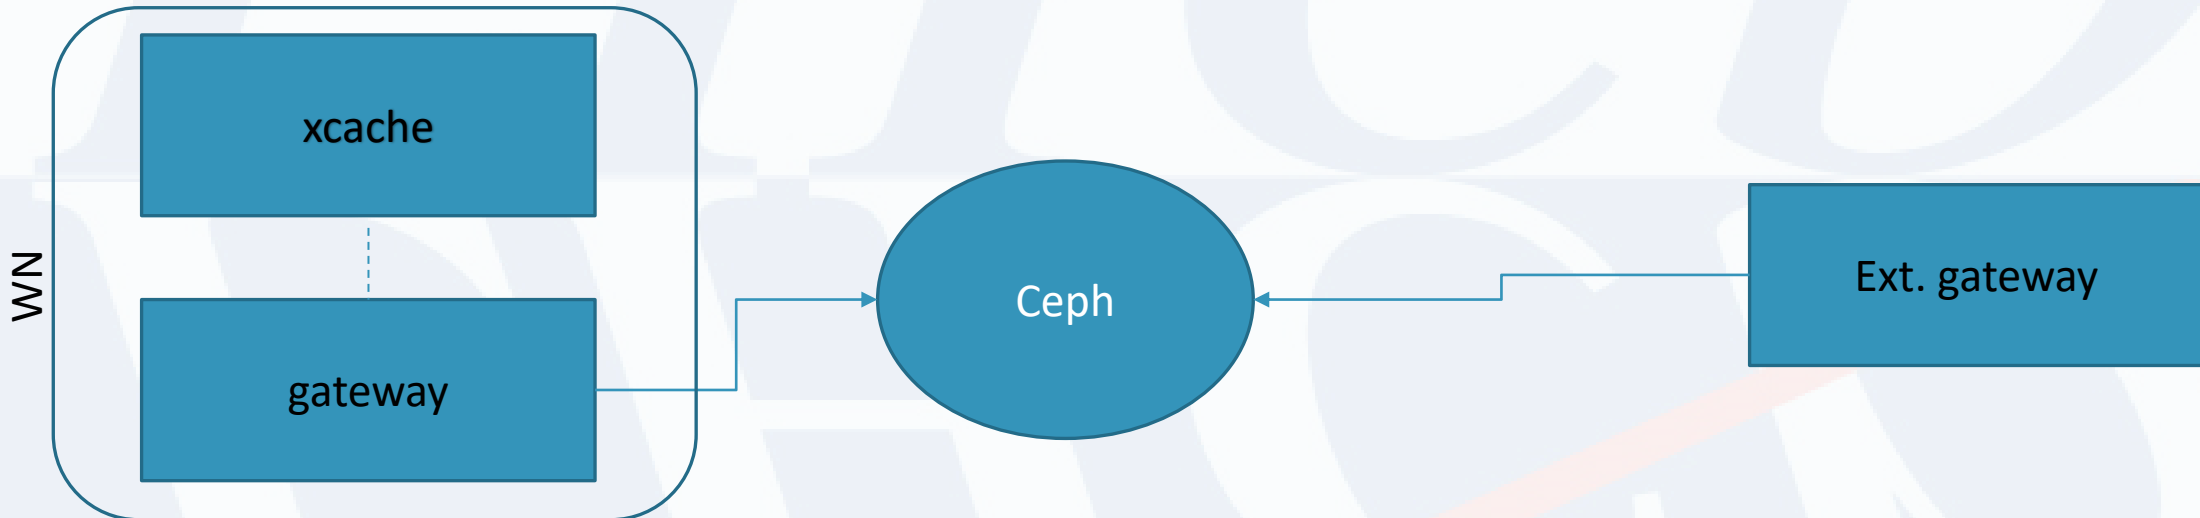 WN
xcache
gateway
Ceph
Ext. gateway